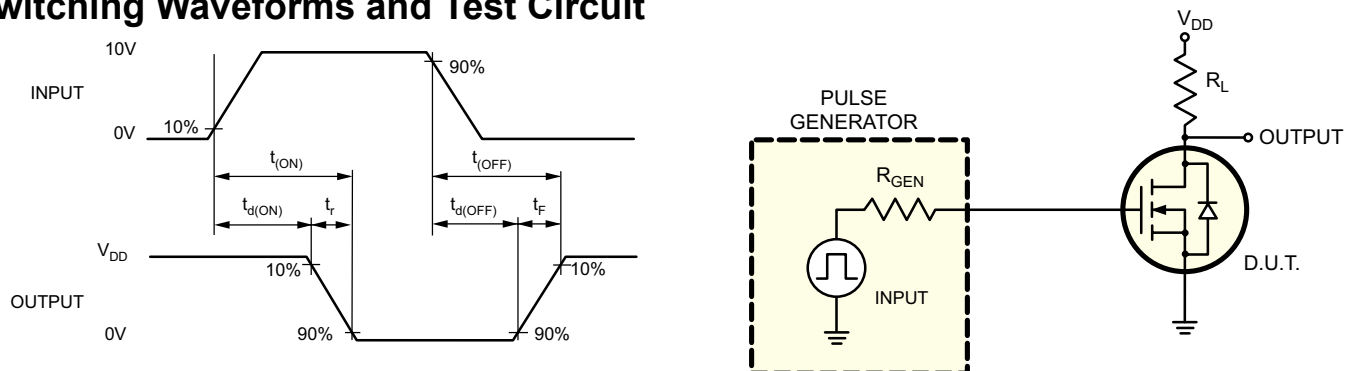 witching Waveforms and Test Circuit
10V
INPUT
0V
10%
90%
t(ON)
t(OFF)
td(ON)
tr
td(OFF)
tF
VDD
10%
10%
OUTPUT
0V
90%
90%
VDD
RL
PULSE
GENERATOR
OUTPUT
RGEN
INPUT
D.U.T.